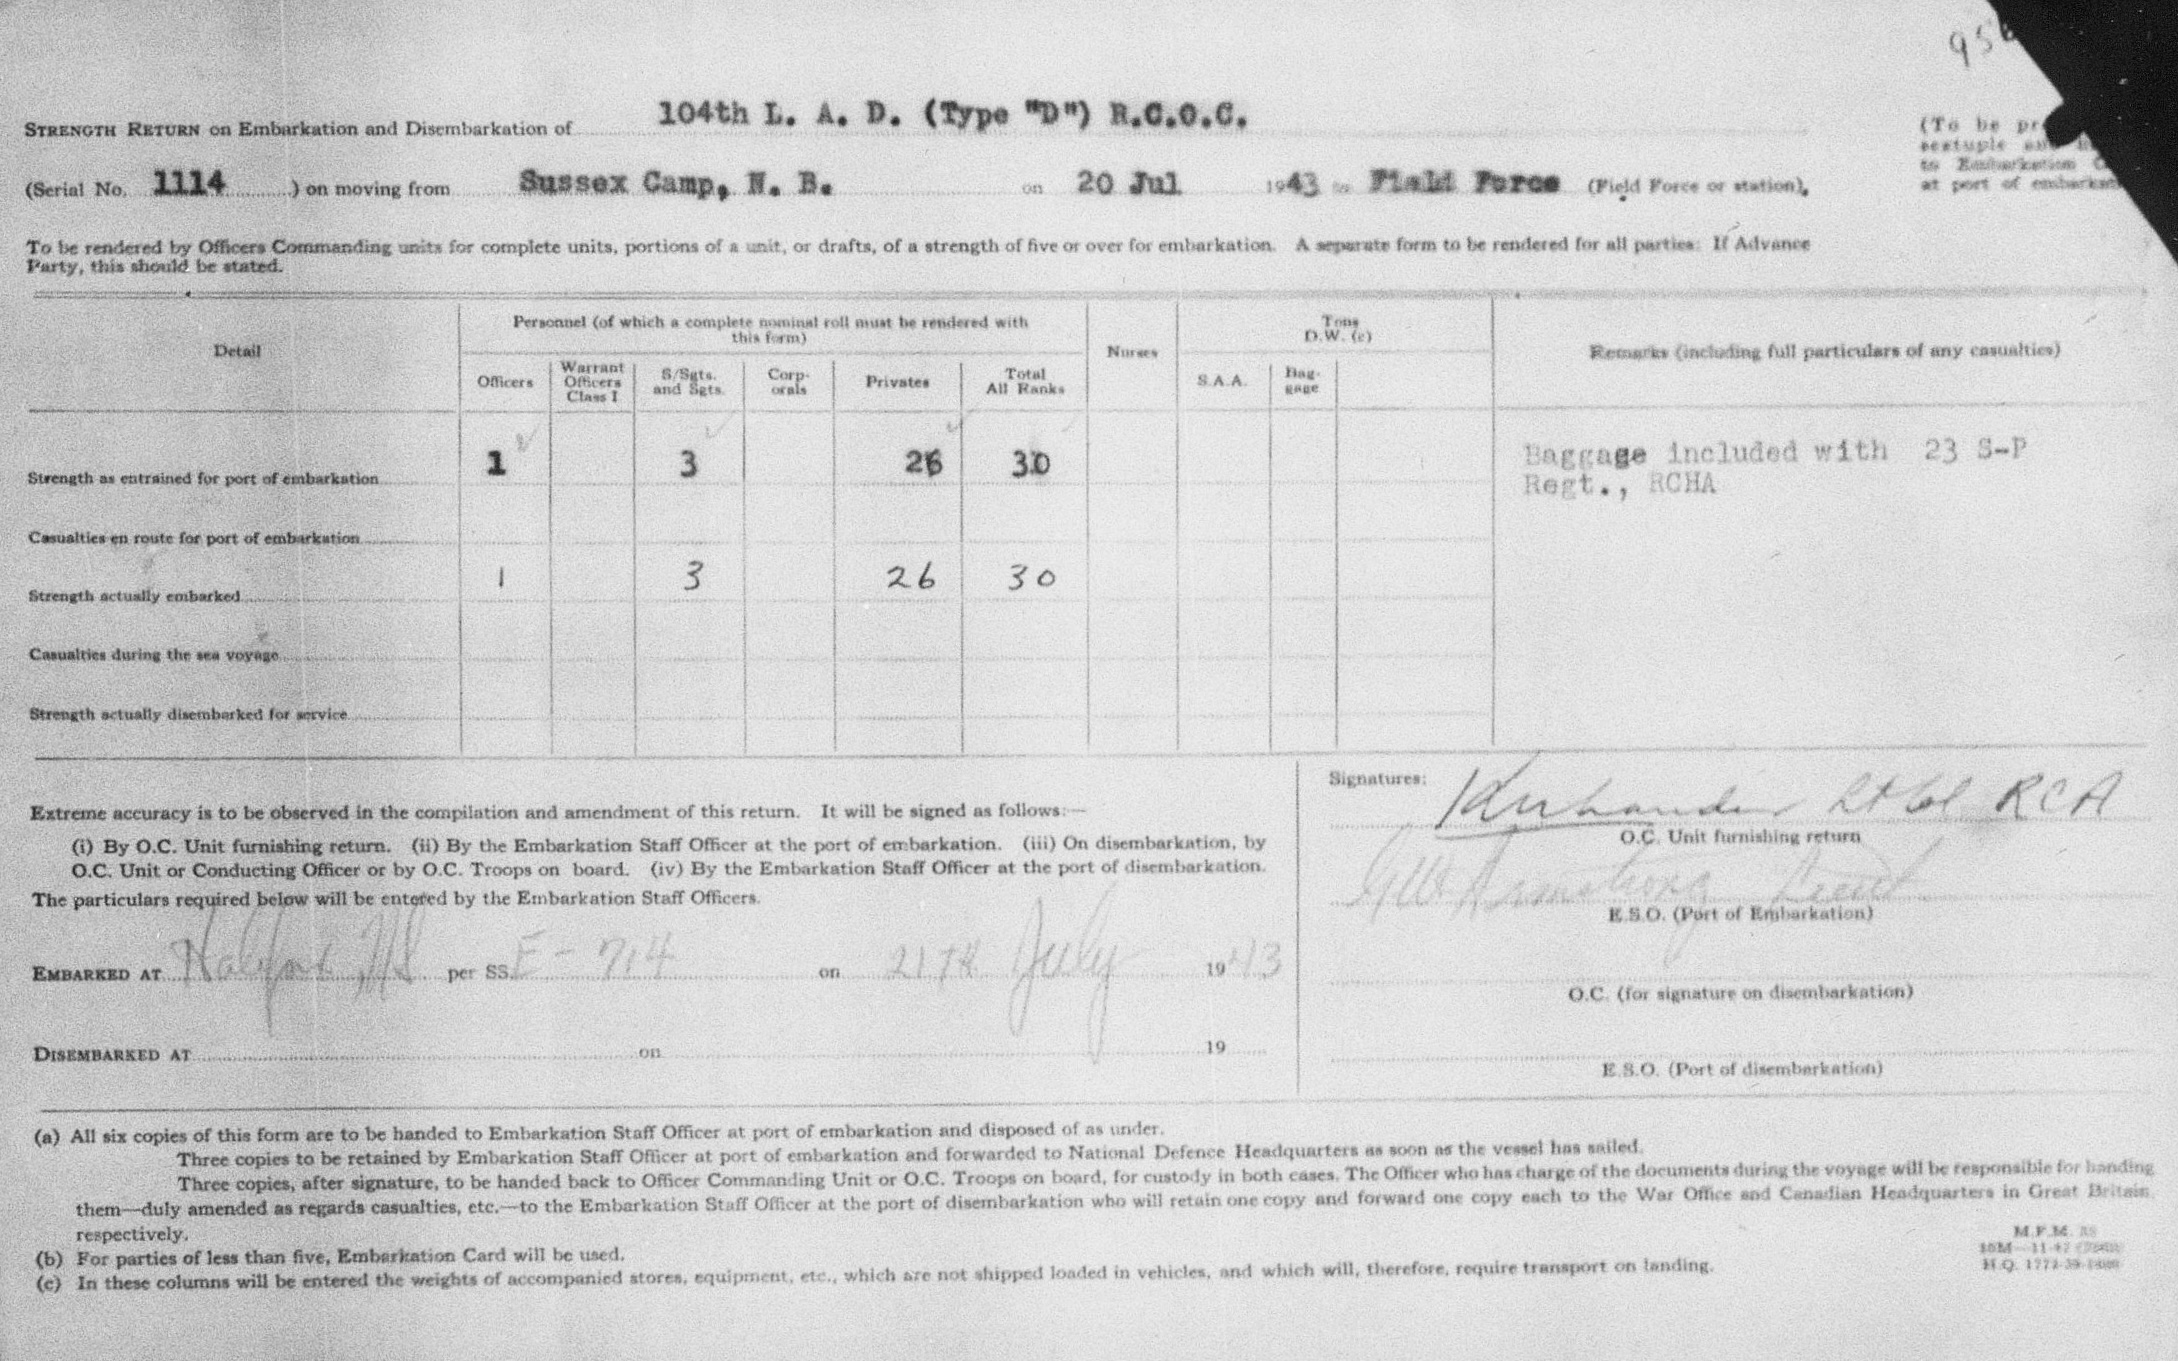 956
STRENGTH RETURN on Embarkation and Disembarkation of 104th L. A. D. (Type "D") R.C.O.C.
(To be
sextuple
to Embarkation
at port of
(Serial No. 1114 ) on moving from Sussex Camp, N. B. on 20 Jul 1943 to Field Force (Field Force or station).
To be rendered by Officers Commanding units for complete units, portions of a unit, or drafts, of a strength of five or over for embarkation. A separate form to be rendered for all parties. If Advance
Party, this should be stated.
Detail
Personnel (of which a complete nominal roll must be rendered with
this form)
Officers
Warrant
Officers
Class I
S/Sgts.
and Sgts.
Corp-
orals
Privates
Total
All Ranks
Nurses
Tons
D.W. (c)
S.A.A.
Bag-
gage
Remarks (including full particulars of any casualties)
Strength as entrained for port of embarkation 1 3 26 30
Baggage included with 23 S-P
Regt., RCHA
Casualties en route for port of embarkation
Strength actually embarked 1 3 26 30
Casualties during the sea voyage
Strength actually disembarked for service
Extreme accuracy is to be observed in the compilation and amendment of this return. It will be signed as follows:—
(i) By O.C. Unit furnishing return. (ii) By the Embarkation Staff Officer at the port of embarkation. (iii) On disembarkation, by
O.C. Unit or Conducting Officer or by O.C. Troops on board. (iv) By the Embarkation Staff Officer at the port of disembarkation.
The particulars required below will be entered by the Embarkation Staff Officers.
EMBARKED AT Halifax NS per SS E-714 on 21st July 1943
DISEMBARKED AT on 19
Signatures: Lt Col RCA
O.C. Unit furnishing return
GW Armstrong Lieut
E.S.O. (Port of Embarkation)
O.C. (for signature on disembarkation)
E.S.O. (Port of disembarkation)
(a) All six copies of this form are to be handed to Embarkation Staff Officer at port of embarkation and disposed of as under.
Three copies to be retained by Embarkation Staff Officer at port of embarkation and forwarded to National Defence Headquarters as soon as the vessel has sailed.
Three copies, after signature, to be handed back to Officer Commanding Unit or O.C. Troops on board, for custody in both cases. The Officer who has charge of the documents during the voyage will be responsible for handing
them—duly amended as regards casualties, etc.—to the Embarkation Staff Officer at the port of disembarkation who will retain one copy and forward one copy each to the War Office and Canadian Headquarters in Great Britain,
respectively.
(b) For parties of less than five, Embarkation Card will be used.
(c) In these columns will be entered the weights of accompanied stores, equipment, etc., which are not shipped loaded in vehicles, and which will, therefore, require transport on landing.
M.F.M.
H.Q.